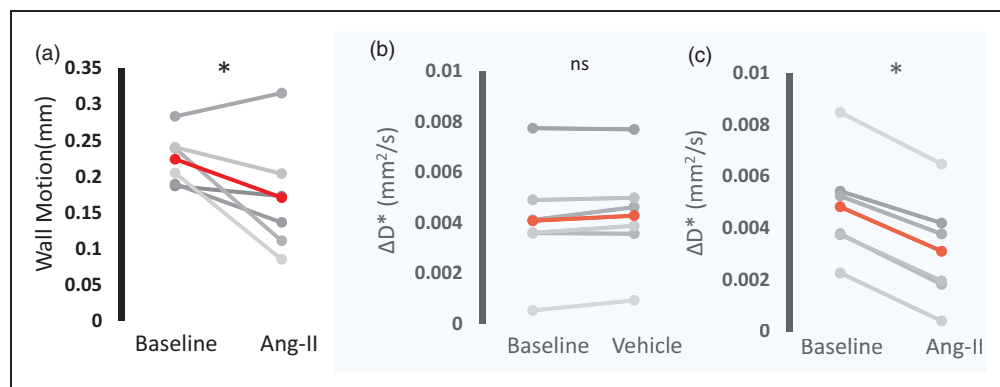 (a)
*
Wall Motion(mm)
0.35
0.3
0.25
0.2
0.15
0.1
0.05
0
Baseline Ang-II
(b)
ns
ΔD* (mm²/s)
0.01
0.008
0.006
0.004
0.002
0
Baseline Vehicle
(c)
*
ΔD* (mm²/s)
0.01
0.008
0.006
0.004
0.002
0
Baseline Ang-II